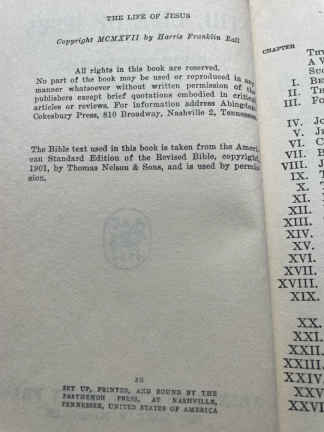 THE LIFE OF JESUS
Copyright MCMXVII by Harris Franklin Rall
All rights in this book are reserved.
No part of the book may be used or reproduced in any
manner whatsoever without written permission of the
publishers except brief quotations embodied in critical
articles or reviews. For information address Abingdon-
Cokesbury Press, 810 Broadway, Nashville 2, Tennessee.
The Bible text used in this book is taken from the Ameri-
can Standard Edition of the Revised Bible, copyright,
1901, by Thomas Nelson & Sons, and is used by permis-
sion.
SET UP, PRINTED, AND BOUND BY THE
PARTHENON PRESS, AT NASHVILLE,
TENNESSEE, UNITED STATES OF AMERICA
CHAPTER
I.
II.
III.
IV.
V.
VI.
VII.
VIII.
IX.
X.
XI.
XII.
XIII.
XIV.
XV.
XVI.
XVII.
XVIII.
XIX.
XX.
XXI.
XXII.
XXIII.
XXIV.
XXV
XXVI